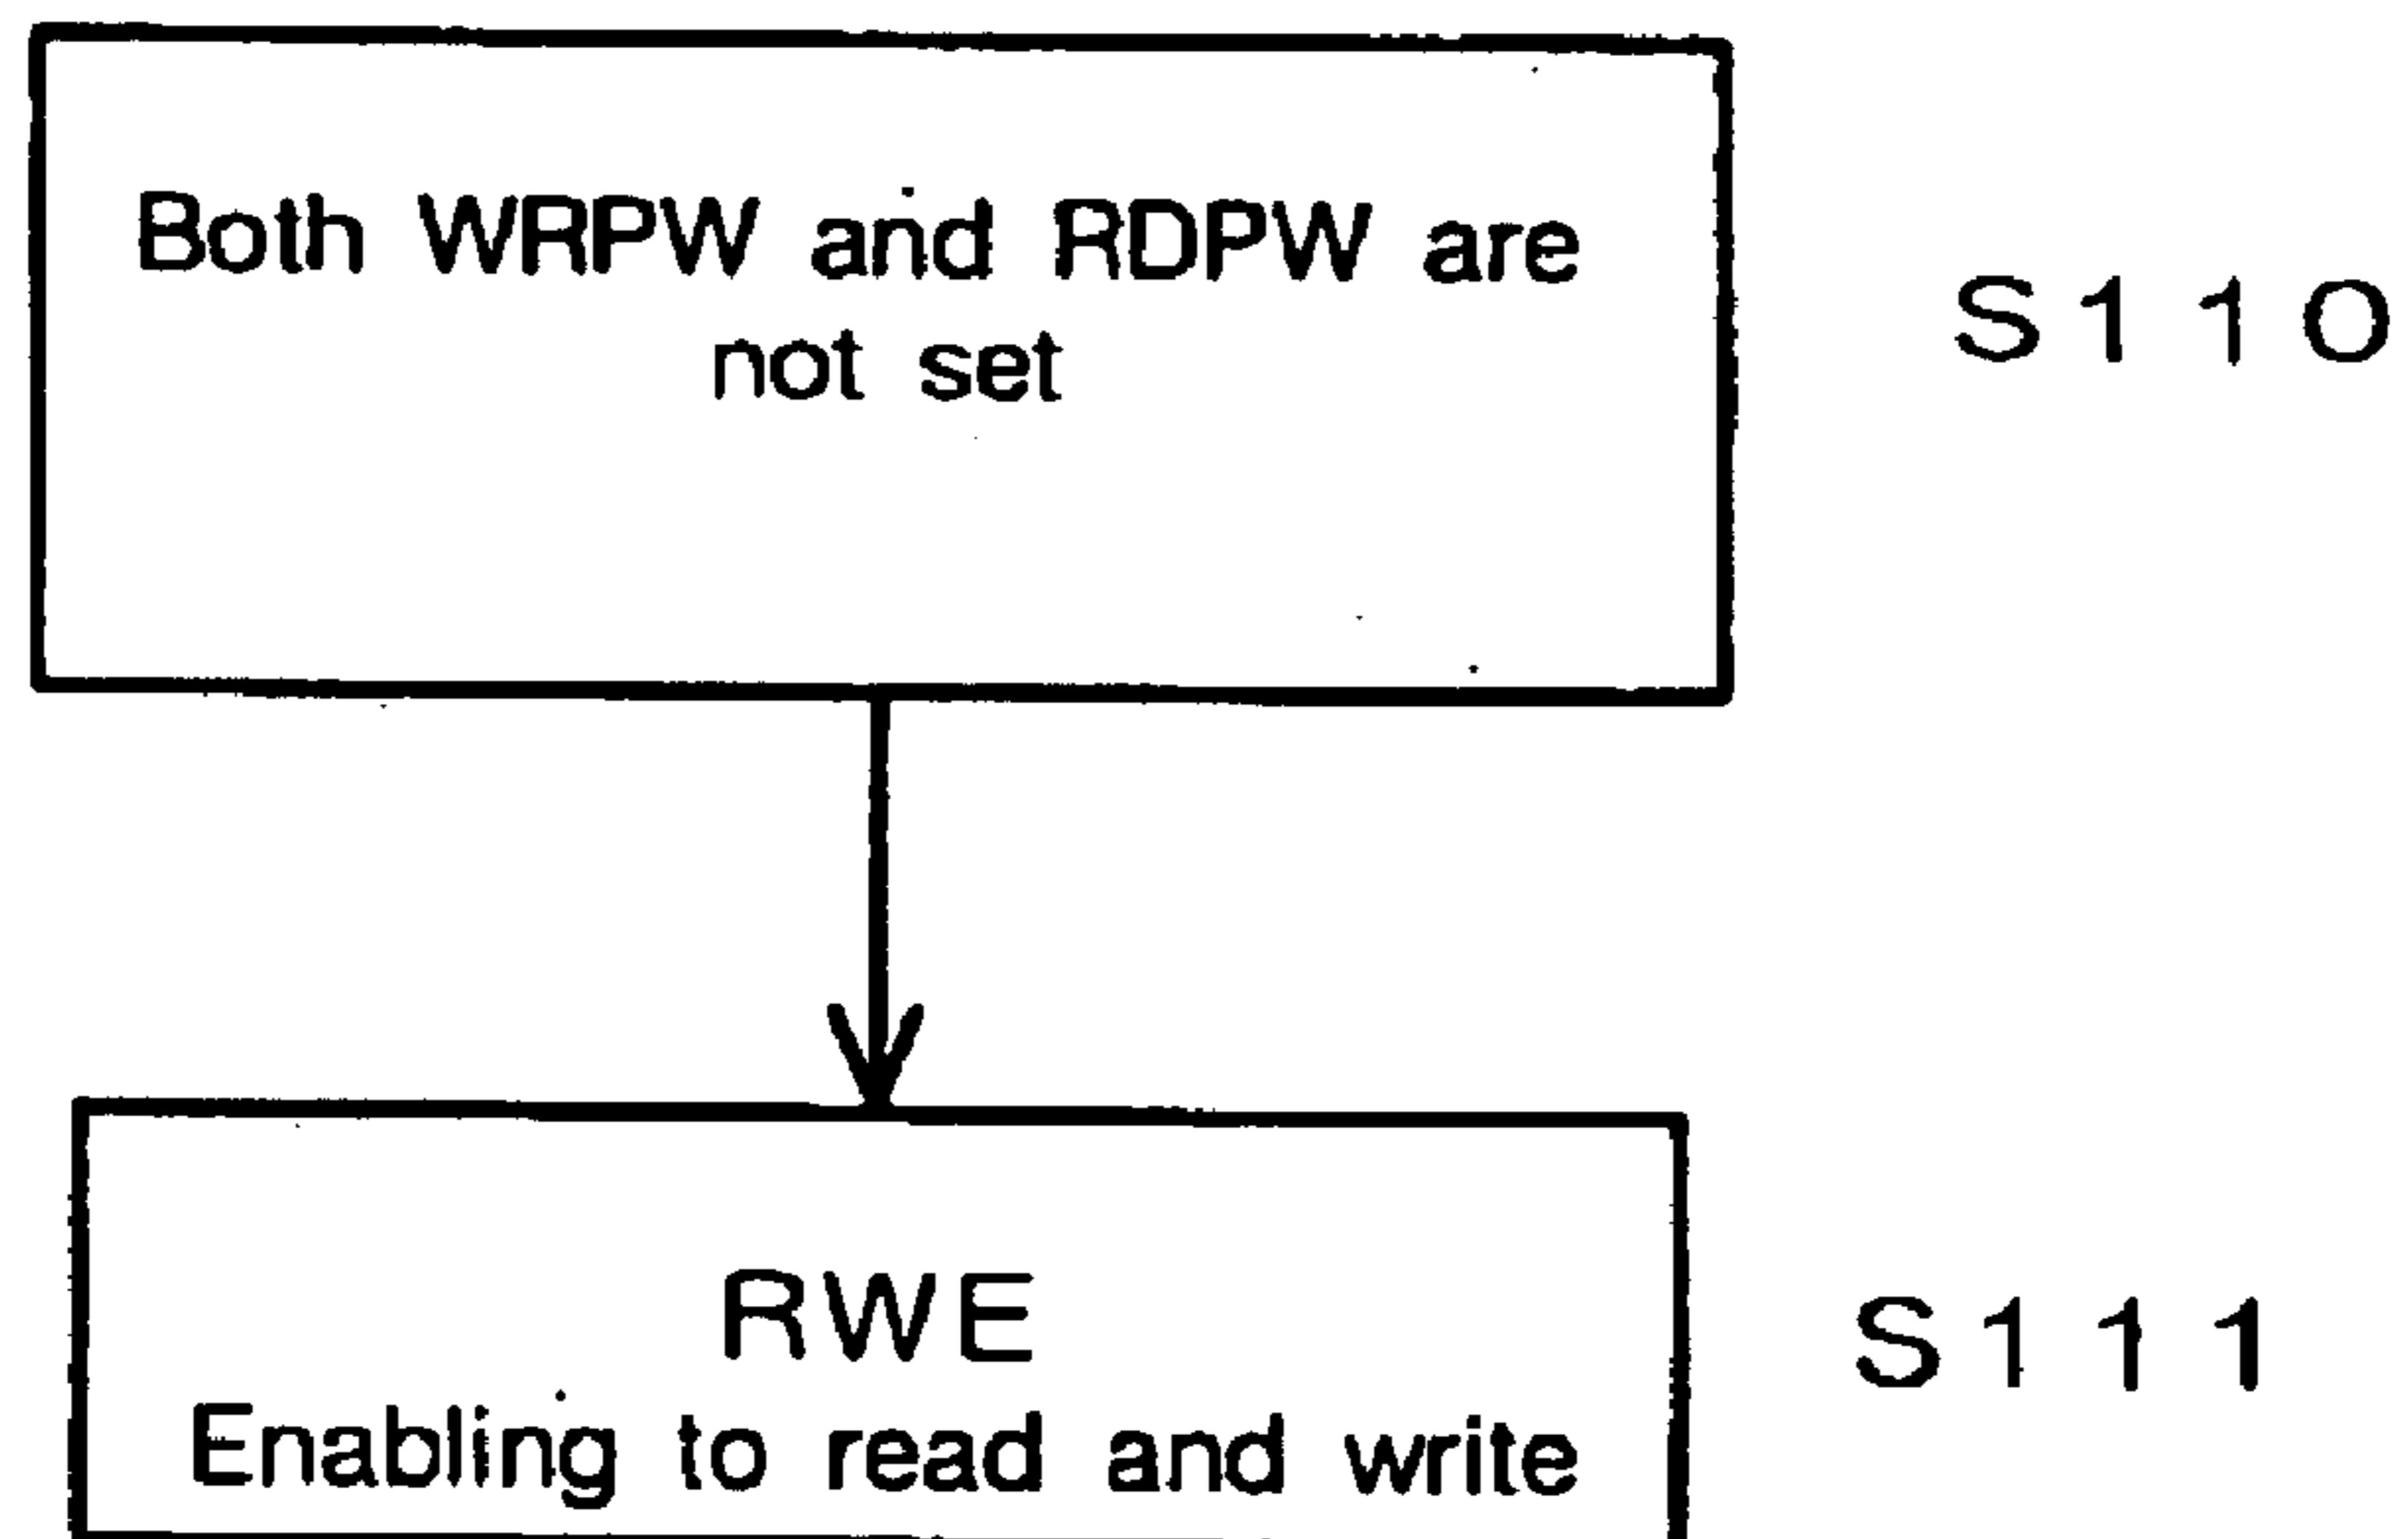 Both WRPW and RDPW are
not set
S110
RWE
Enabling to read and write
S111